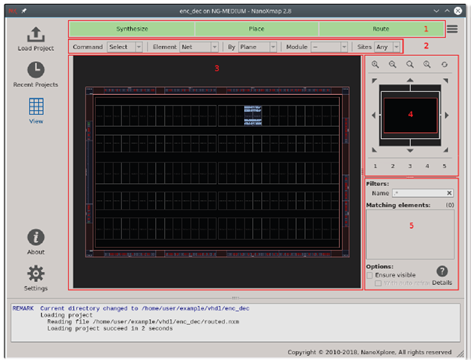 enc_dec on NG-MEDIUM - NanoXmap 2.8
Synthesize Place Route 1
Command Select Element Net By Plane Module -- Sites Any 2
Load Project
Recent Projects
View
About
Settings
3
4
1 2 3 4 5
Filters:
Name .*
Matching elements: (0)
5
Options:
Ensure visible
Details
REMARK Current directory changed to /home/user/example/vhdl/enc_dec
Loading project
Reading file /home/user/example/vhdl/enc_dec/routed.nxm
Loading project succeed in 2 seconds
Copyright © 2010-2018, NanoXplore, All rights reserved